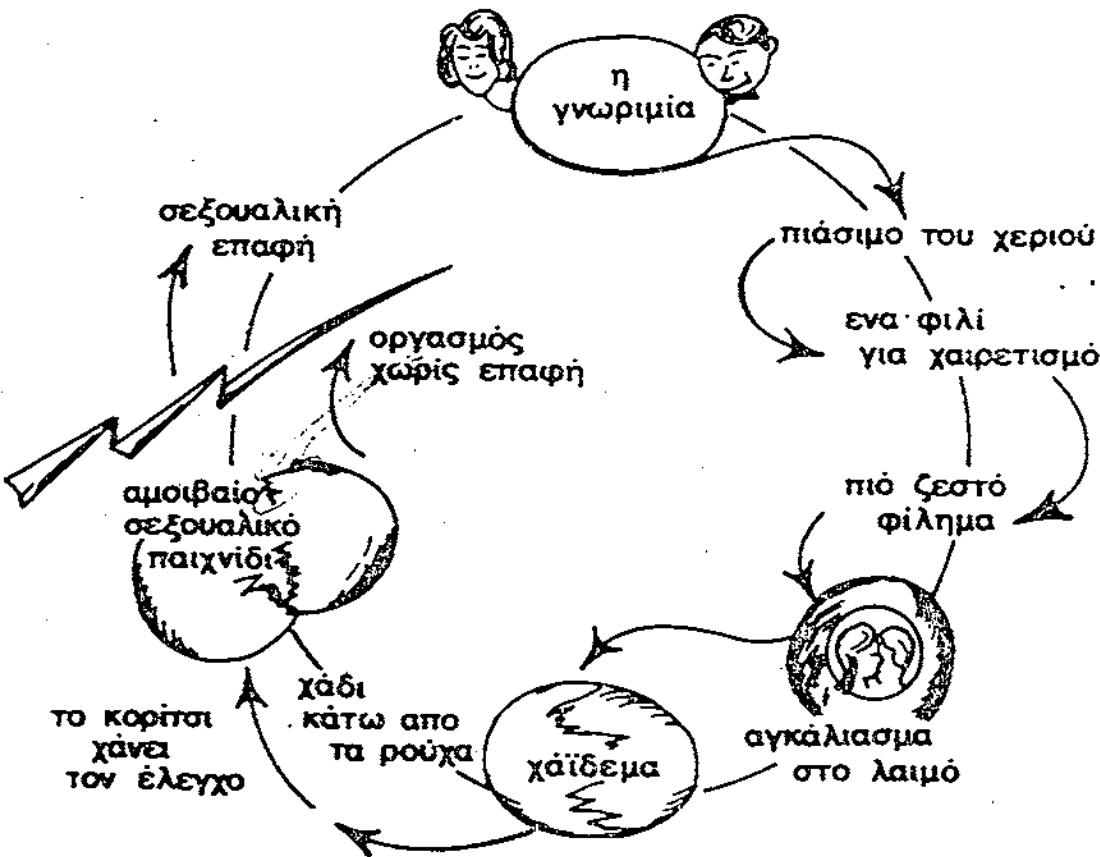 η
γνωριμία
πιάσιμο του χεριού
ενα φιλί
για χαιρετισμό
πιό ζεστό
φίλημα
αγκάλιασμα
στο λαιμό
χάϊδεμα
χάδι
κάτω απο
τα ρούχα
το κορίτσι
χάνει
τον έλεγχο
αμοιβαίο
σεξουαλικό
παιχνίδι
οργασμός
χωρίς επαφή
σεξουαλική
επαφή